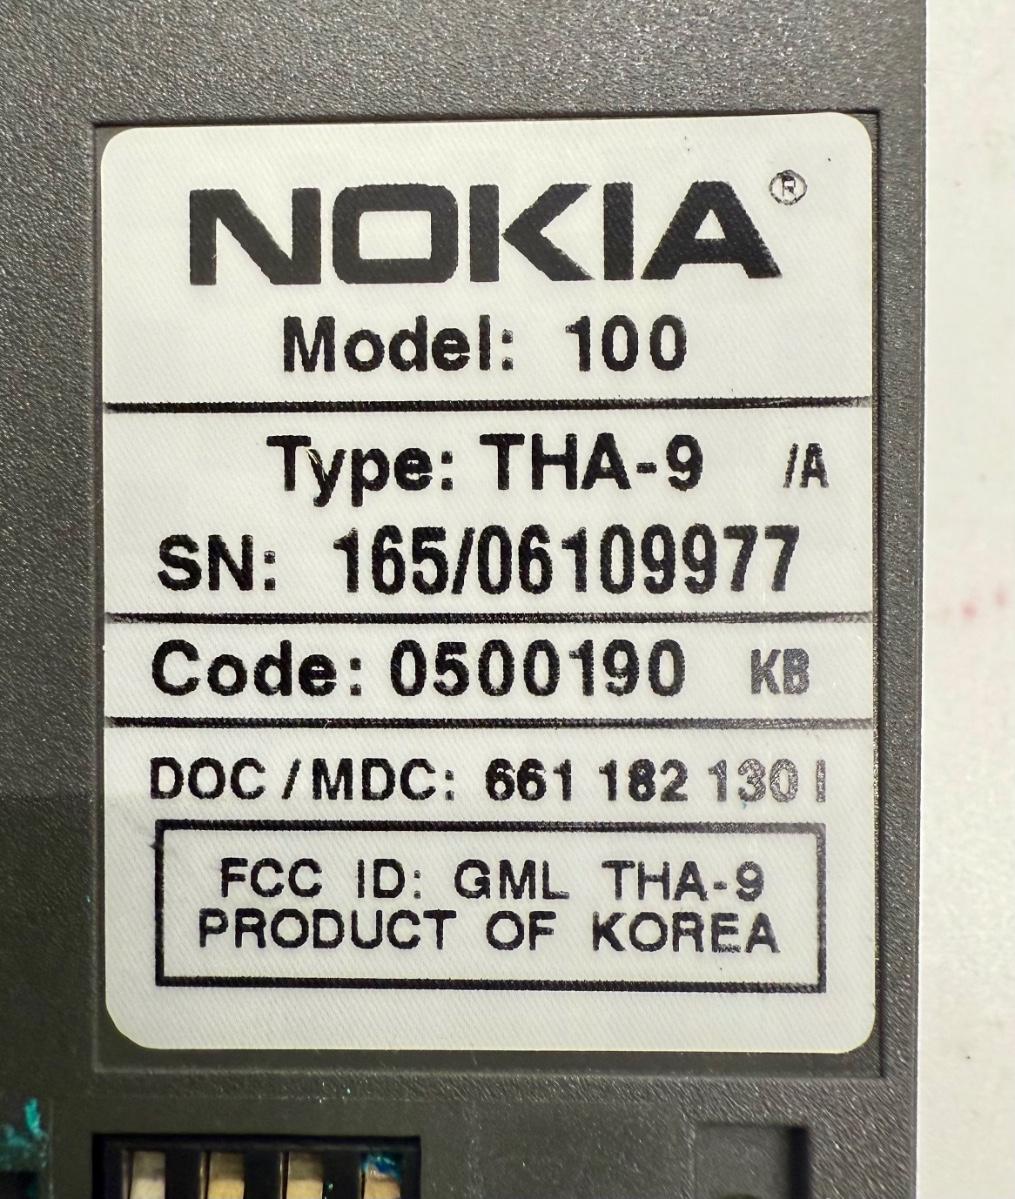 NOKIA®
Model: 100
Type: THA-9 /A
SN: 165/06109977
Code: 0500190 KB
DOC/MDC: 661 182 130 I
FCC ID: GML THA-9
PRODUCT OF KOREA